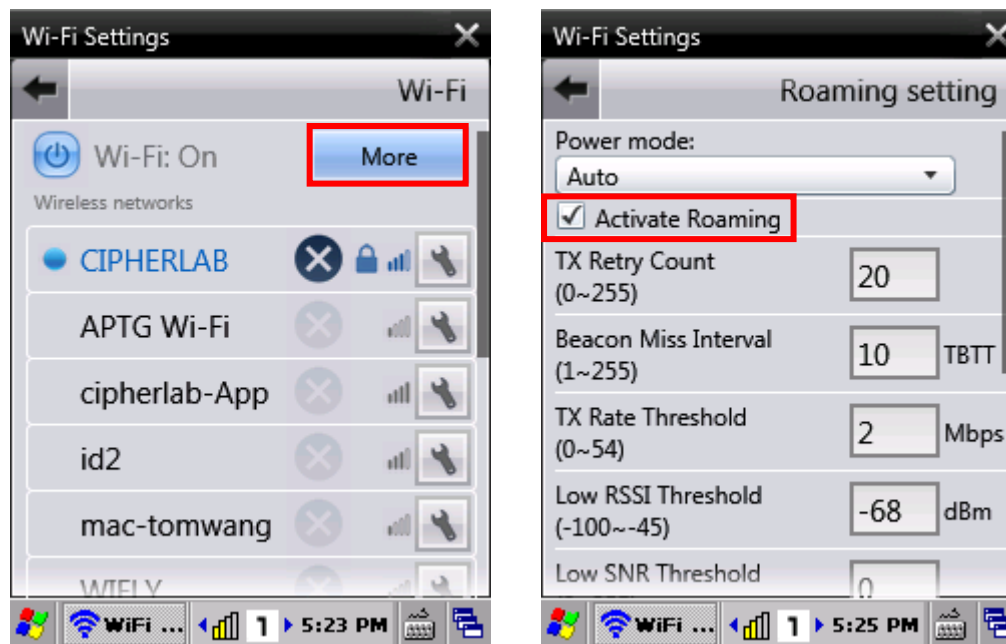 Wi-Fi Settings
Wi-Fi
Wi-Fi: On
More
Wireless networks
CIPHERLAB
APTG Wi-Fi
cipherlab-App
id2
mac-tomwang
WIFLY
WiFi ...
1
5:23 PM
Wi-Fi Settings
Roaming setting
Power mode:
Auto
Activate Roaming
TX Retry Count
(0~255)
20
Beacon Miss Interval
(1~255)
10 TBTT
TX Rate Threshold
(0~54)
2 Mbps
Low RSSI Threshold
(-100~-45)
-68 dBm
Low SNR Threshold
0
WiFi ...
1
5:25 PM